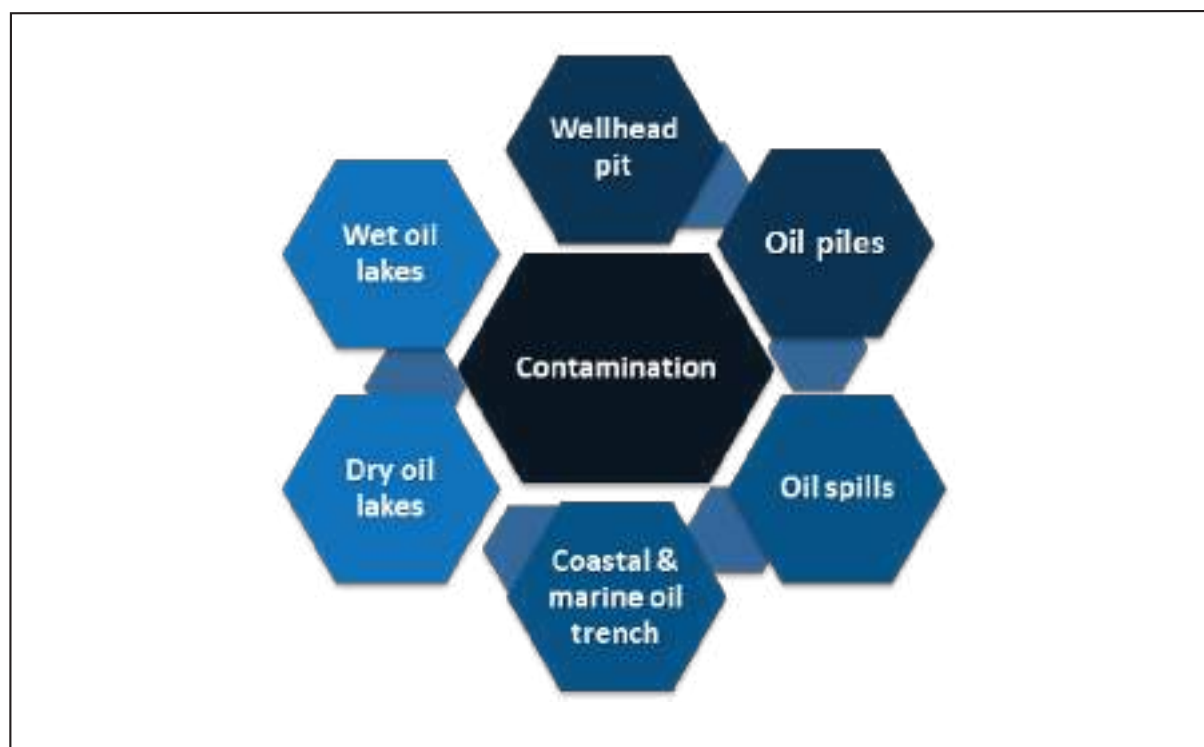 Wellhead
pit
Oil piles
Wet oil
lakes
Contamination
Dry oil
lakes
Oil spills
Coastal &
marine oil
trench